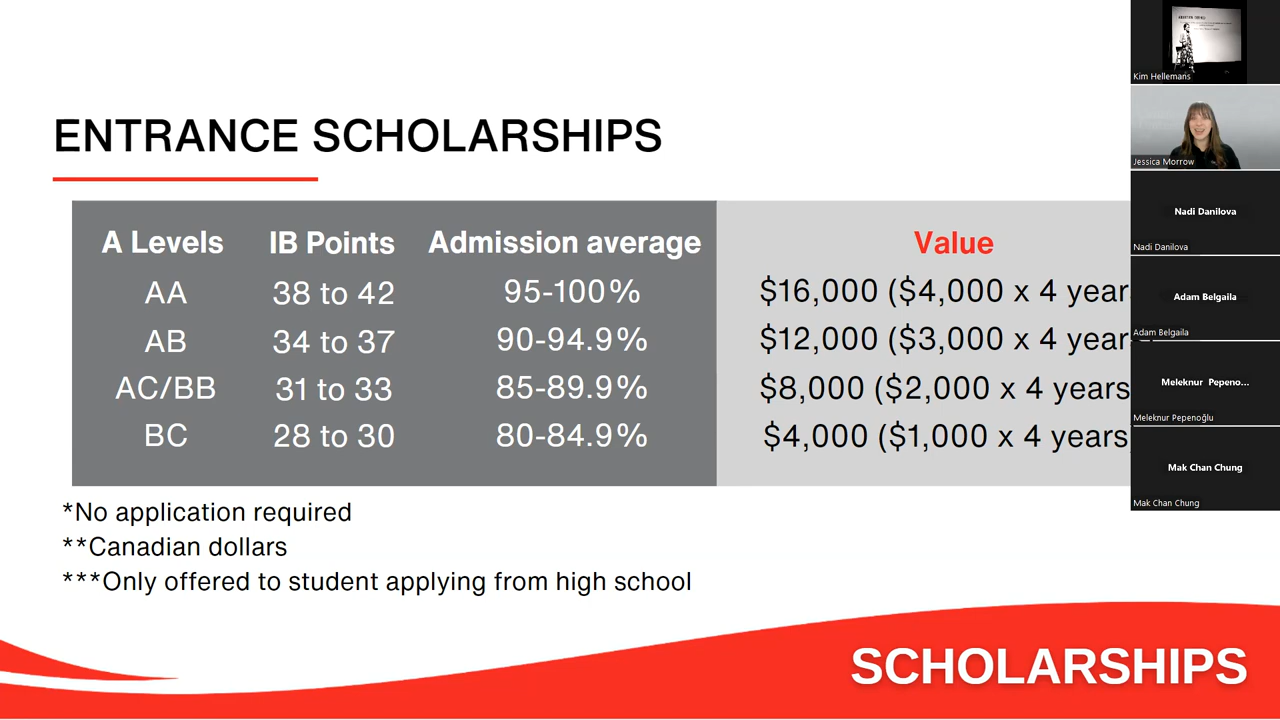 ENTRANCE SCHOLARSHIPS
A Levels IB Points Admission average Value
AA 38 to 42 95-100% $16,000 ($4,000 x 4 year
AB 34 to 37 90-94.9% $12,000 ($3,000 x 4 year
AC/BB 31 to 33 85-89.9% $8,000 ($2,000 x 4 years
BC 28 to 30 80-84.9% $4,000 ($1,000 x 4 years
*No application required
**Canadian dollars
***Only offered to student applying from high school
SCHOLARSHIPS
Kim Hellemans
Jessica Morrow
Nadi Danilova
Nadi Danilova
Adam Belgaila
Adam Belgaila
Meleknur Pepeno...
Meleknur Pepenoğlu
Mak Chan Chung
Mak Chan Chung